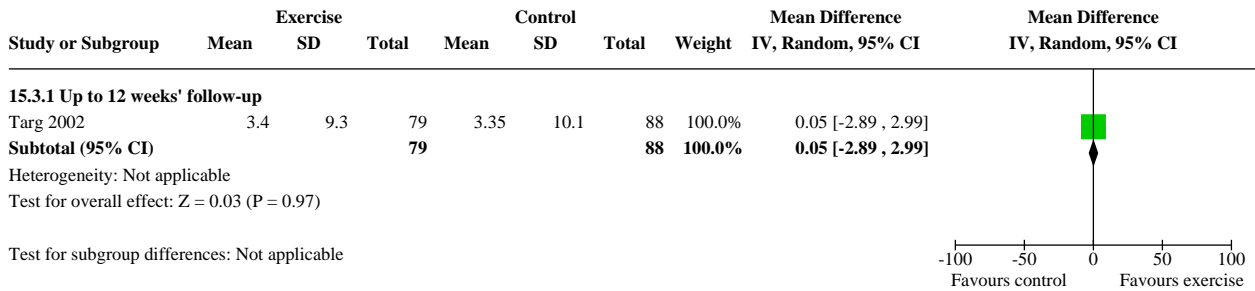 Exercise Control Mean Difference Mean Difference
Study or Subgroup Mean SD Total Mean SD Total Weight IV, Random, 95% CI IV, Random, 95% CI
15.3.1 Up to 12 weeks' follow-up
Targ 2002 3.4 9.3 79 3.35 10.1 88 100.0% 0.05 [-2.89 , 2.99]
Subtotal (95% CI) 79 88 100.0% 0.05 [-2.89 , 2.99]
Heterogeneity: Not applicable
Test for overall effect: Z = 0.03 (P = 0.97)
Test for subgroup differences: Not applicable
-100 -50 0 50 100
Favours control Favours exercise